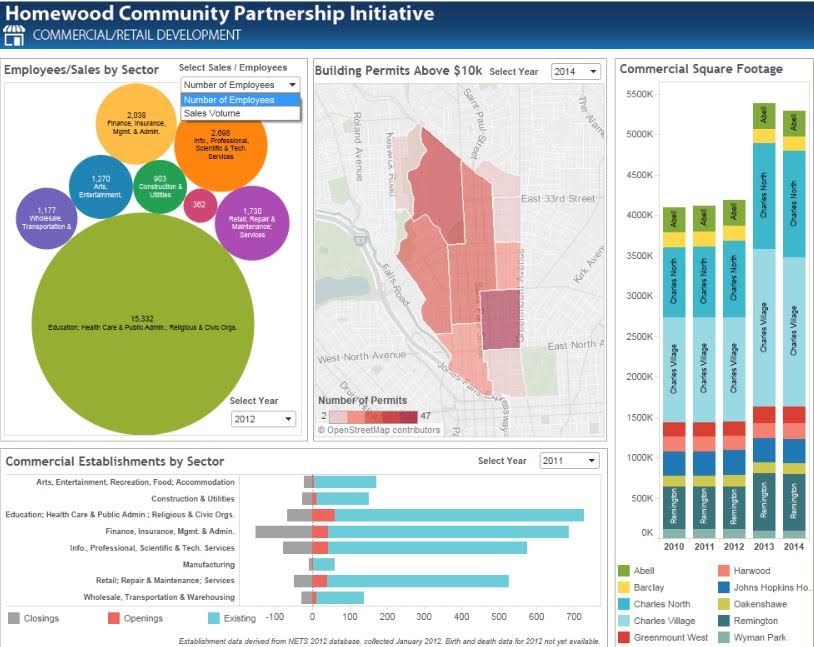 Homewood Community Partnership Initiative
COMMERCIAL/RETAIL DEVELOPMENT
Employees/Sales by Sector
Select Sales / Employees
Number of Employees
Number of Employees
Sales Volume
2,038
Finance, Insurance,
Mgmt. & Admin.
2,698
Info., Professional,
Scientific & Tech.
Services
1,270
Arts,
Entertainment,
903
Construction &
Utilities
362
1,177
Wholesale,
Transportation &
1,730
Retail; Repair &
Maintenance;
Services
15,332
Education; Health Care & Public Admin.; Religious & Civic Orgs.
Select Year
2012
Building Permits Above $10k
Select Year
2014
Roland Avenue
Keswick Road
Saint Paul Street
The Alam
East 33rd Street
83
Falls Road
Kirk Aven
Greenmount Avenue
West North Avenue
East North A
Jones Falls Exp
ressway
Number of Permits
2
47
© OpenStreetMap contributors
Commercial Square Footage
5500K
5000K
4500K
4000K
3500K
3000K
2500K
2000K
1500K
1000K
500K
0K
Abell
Abell
Abell
Abell
Abell
Charles North
Charles North
Charles North
Charles North
Charles North
Charles Village
Charles Village
Charles Village
Charles Village
Charles Village
Remington
Remington
Remington
Remington
Remington
2010
2011
2012
2013
2014
Abell
Harwood
Barclay
Johns Hopkins Ho..
Charles North
Oakenshawe
Charles Village
Remington
Greenmount West
Wyman Park
Commercial Establishments by Sector
Select Year
2011
Arts, Entertainment, Recreation, Food; Accommodation
Construction & Utilities
Education; Health Care & Public Admin.; Religious & Civic Orgs.
Finance, Insurance, Mgmt. & Admin.
Info., Professional, Scientific & Tech. Services
Manufacturing
Retail; Repair & Maintenance; Services
Wholesale, Transportation & Warehousing
Closings
Openings
Existing
-100
0
100
200
300
400
500
600
700
Establishment data derived from NETS 2012 database, collected January 2012. Birth and death data for 2012 not yet available.